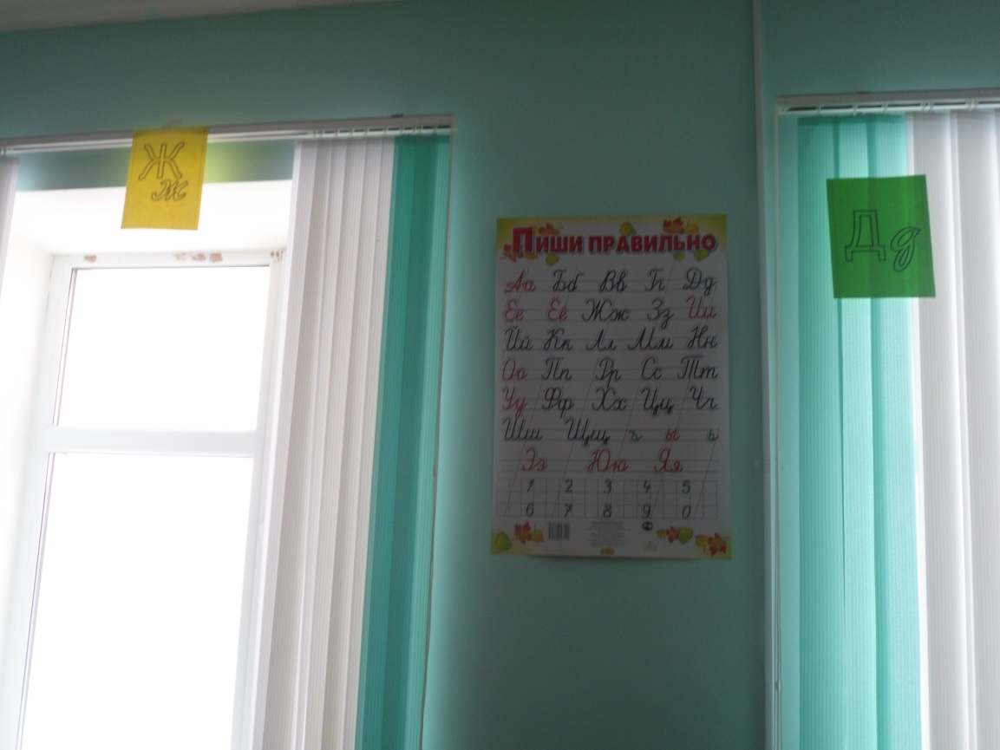 Ж
ж
ПИШИ ПРАВИЛЬНО
Аа Бб Вв Гг Дд
Ее Ёё Жж Зз Ии
Йй Кк Лл Мм Нн
Оо Пп Рр Сс Тт
Уу Фф Хх Цц Чч
Шш Щщ ъ ы ь
Ээ Юю Яя
1 2 3 4 5
6 7 8 9 0
Д д